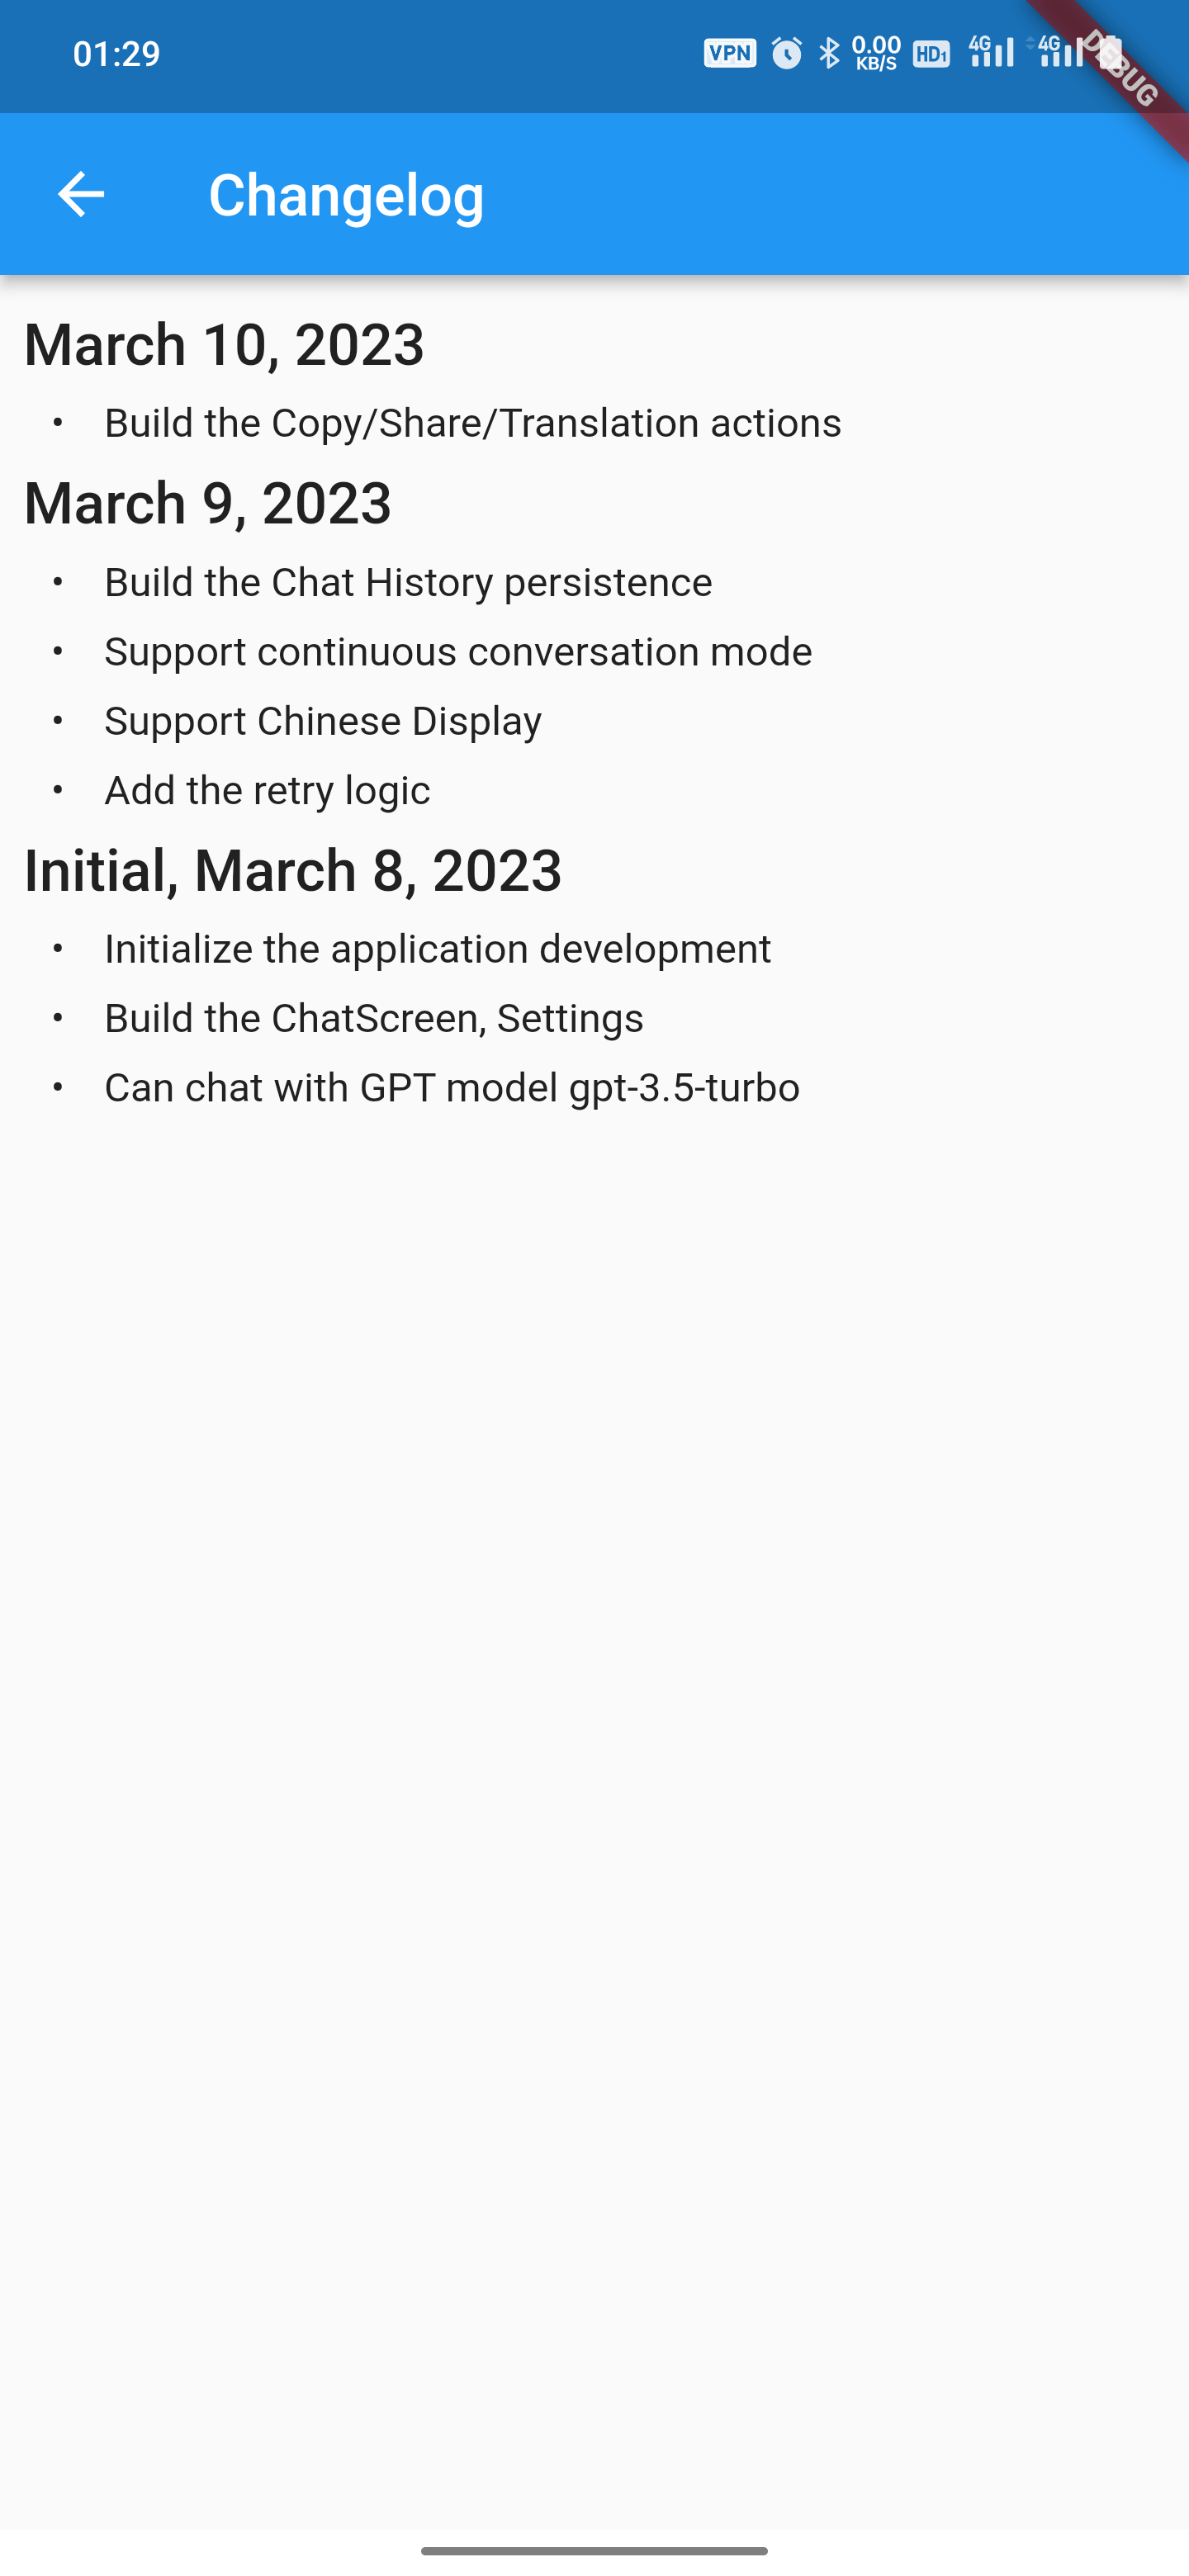 01:29
VPN 0.00 KB/S HD1 4G 4G
DEBUG
Changelog
March 10, 2023
• Build the Copy/Share/Translation actions
March 9, 2023
• Build the Chat History persistence
• Support continuous conversation mode
• Support Chinese Display
• Add the retry logic
Initial, March 8, 2023
• Initialize the application development
• Build the ChatScreen, Settings
• Can chat with GPT model gpt-3.5-turbo